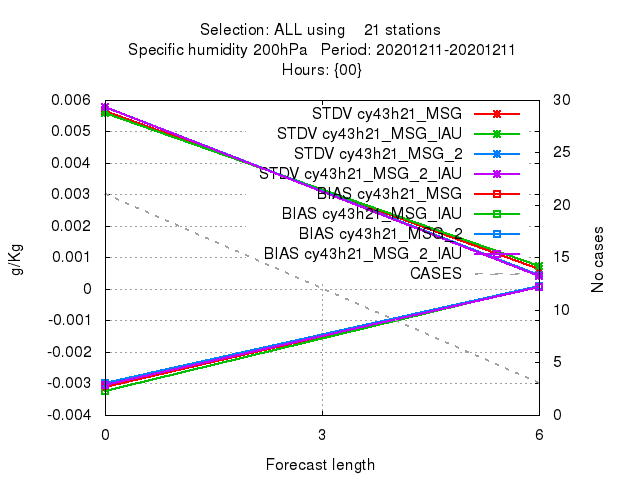 Selection: ALL using    21 stations
Specific humidity 200hPa   Period: 20201211-20201211
Hours: {00}
0.006
0.005
0.004
0.003
0.002
0.001
0
-0.001
-0.002
-0.003
-0.004
g/Kg
STDV cy43h21_MSG
STDV cy43h21_MSG_IAU
STDV cy43h21_MSG_2
STDV cy43h21_MSG_2_IAU
BIAS cy43h21_MSG
BIAS cy43h21_MSG_IAU
BIAS cy43h21_MSG_2
BIAS cy43h21_MSG_2_IAU
CASES
30
25
20
15
10
5
0
No cases
0 3 6
Forecast length